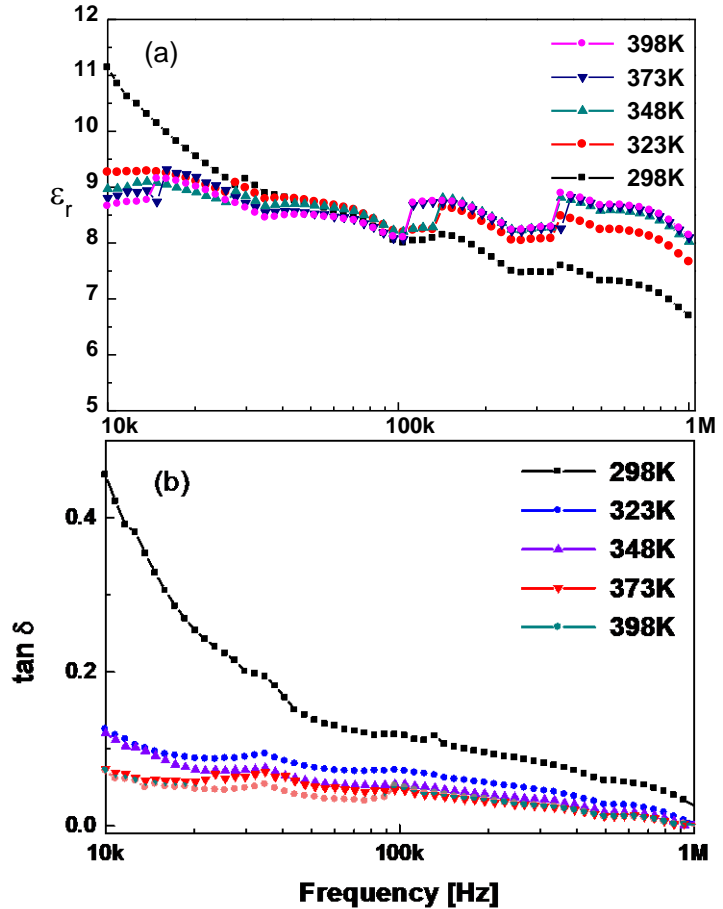 (a)
398K
373K
348K
323K
298K
εr
12
11
10
9
8
7
6
5
10k
100k
1M
(b)
298K
323K
348K
373K
398K
tan δ
0.4
0.2
0.0
10k
100k
1M
Frequency [Hz]